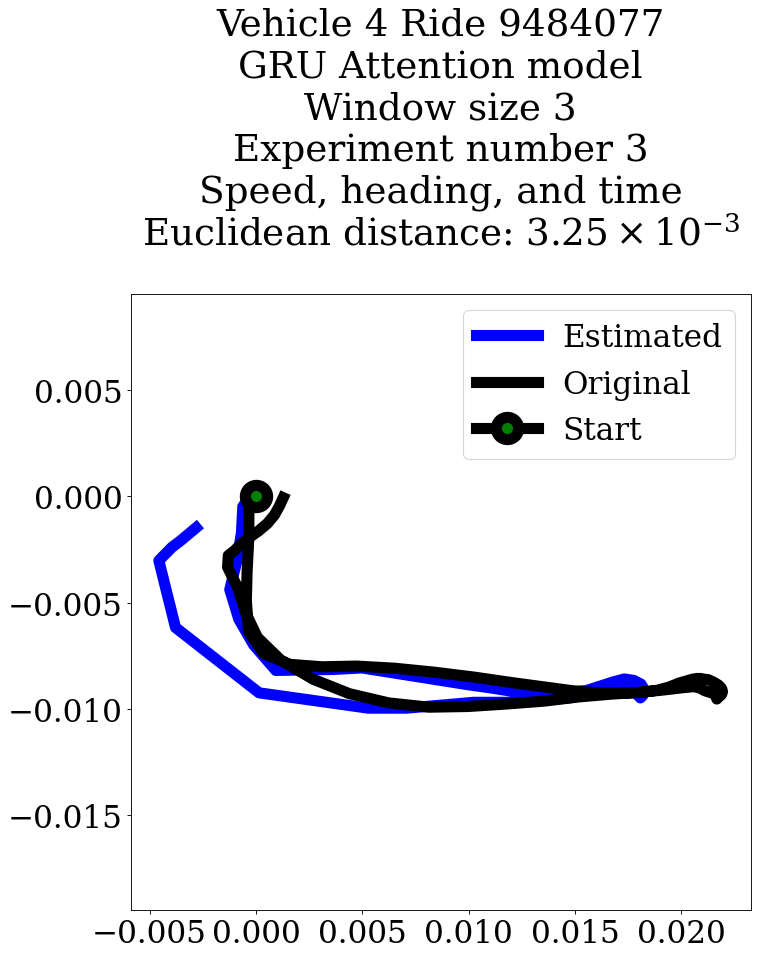 Vehicle 4 Ride 9484077
GRU Attention model
Window size 3
Experiment number 3
Speed, heading, and time
Euclidean distance: 3.25 × 10⁻³
Estimated
Original
Start
0.005
0.000
−0.005
−0.010
−0.015
−0.005 0.000 0.005 0.010 0.015 0.020